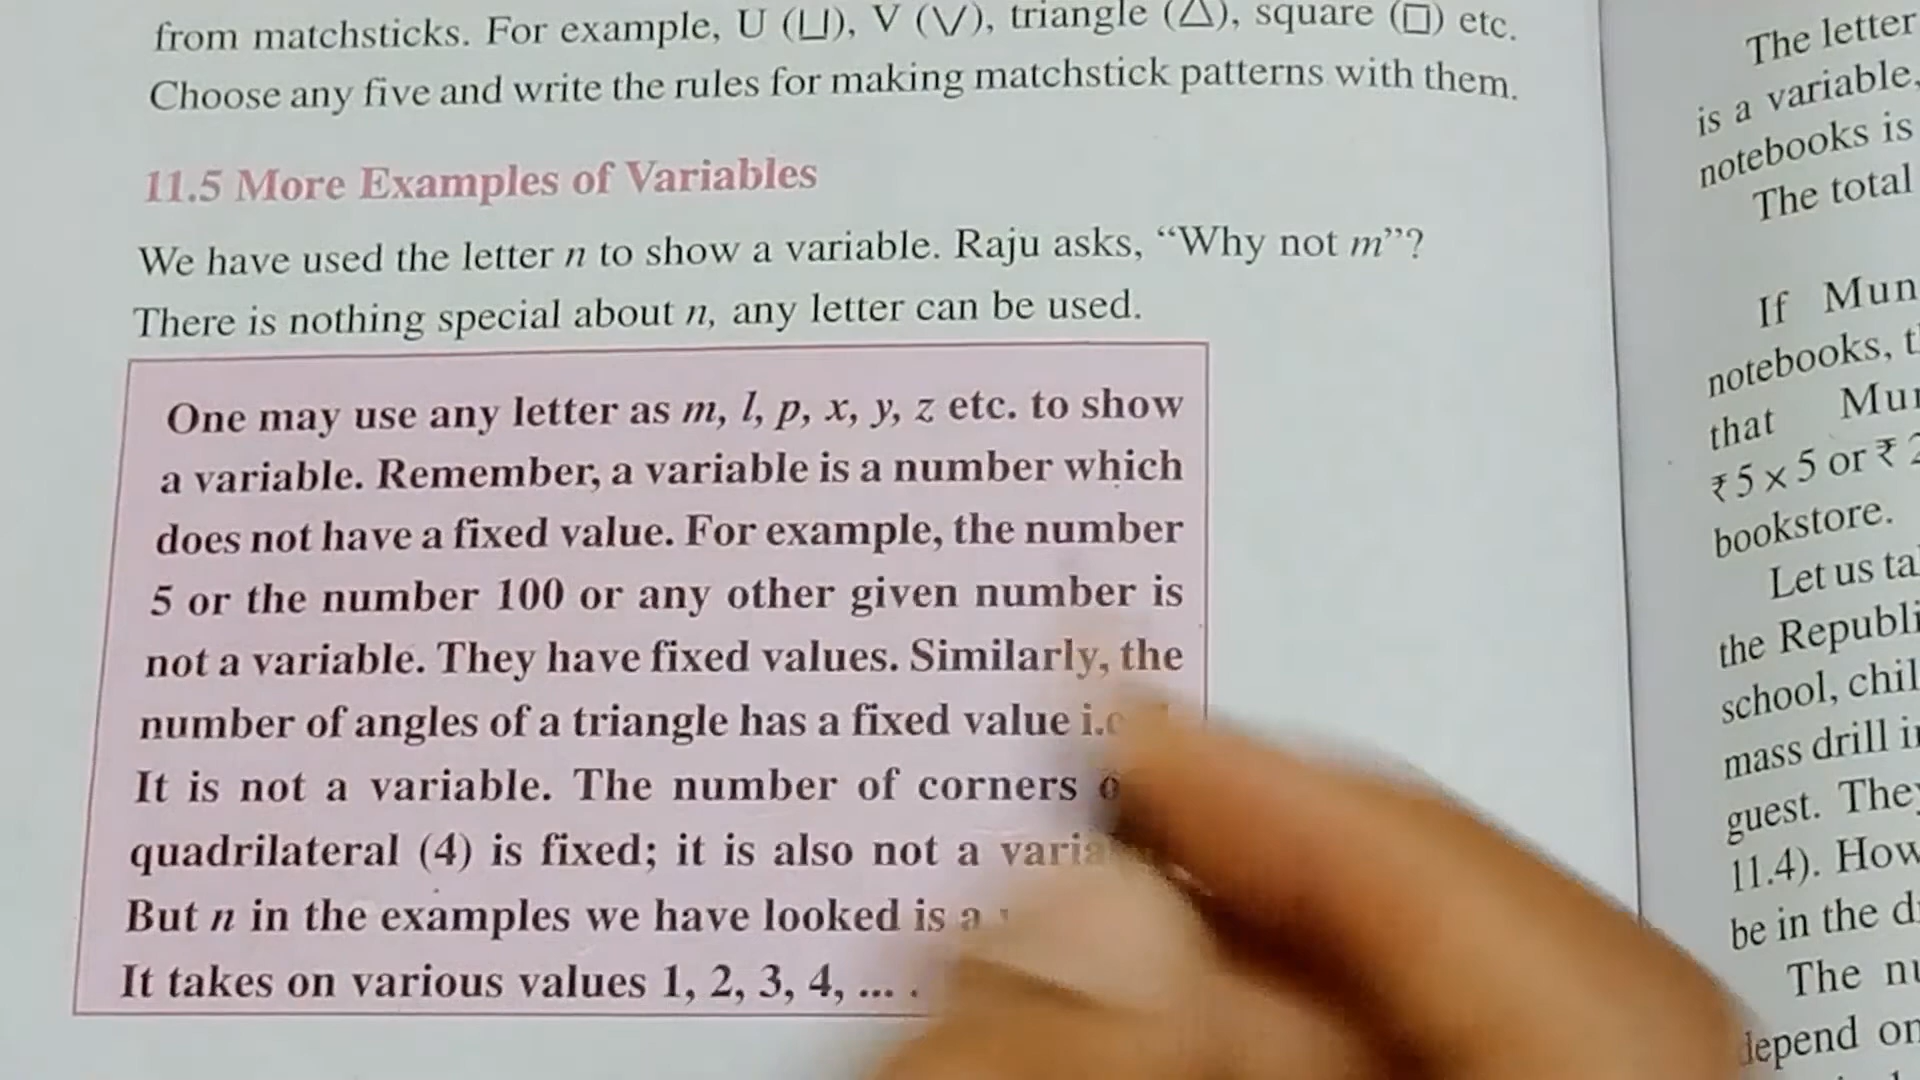 from matchsticks. For example, U (⊔), V (∨), triangle (△), square (□) etc.
Choose any five and write the rules for making matchstick patterns with them.
11.5 More Examples of Variables
We have used the letter n to show a variable. Raju asks, “Why not m”?
There is nothing special about n, any letter can be used.
One may use any letter as m, l, p, x, y, z etc. to show
a variable. Remember, a variable is a number which
does not have a fixed value. For example, the number
5 or the number 100 or any other given number is
not a variable. They have fixed values. Similarly, the
number of angles of a triangle has a fixed value
It is not a variable. The number of corners
quadrilateral (4) is fixed; it is also not a
But n in the examples we have looked is a
It takes on various values 1, 2, 3, 4, ... .
The letter
is a variable,
notebooks is
The total
If
notebooks,
that
₹ 5 × 5 or ₹
bookstore.
Let us
the
school,
mass drill
guest.
11.4).
be in the
The
depend